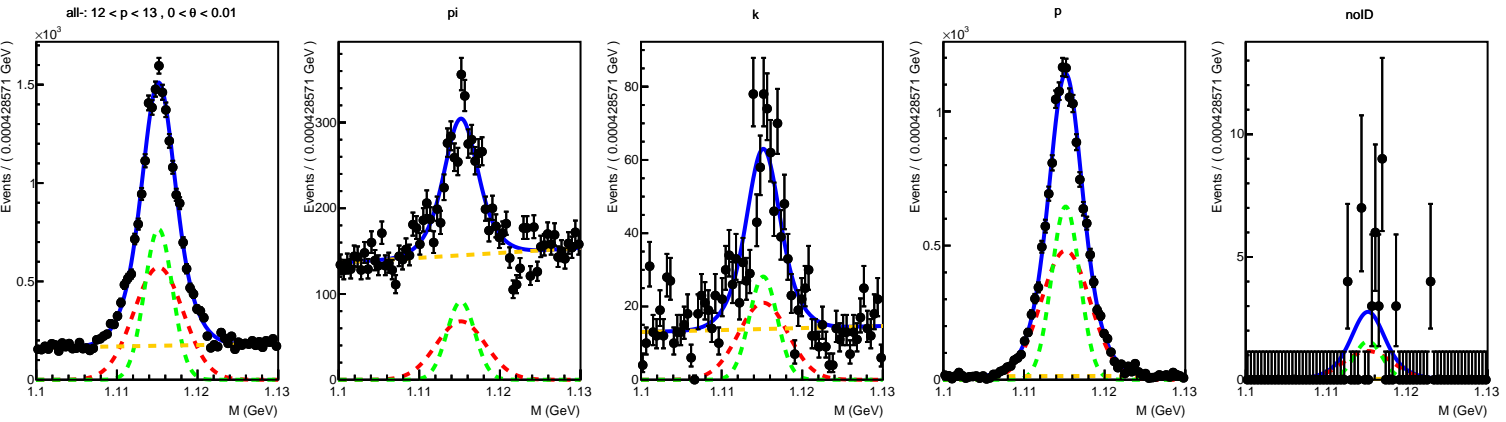 all-: 12 < p < 13 , 0 < θ < 0.01
×10³
Events / ( 0.000428571 GeV )
1.5
1
0.5
0
1.1 1.11 1.12 1.13
M (GeV)
pi
Events / ( 0.000428571 GeV )
300
200
100
0
1.1 1.11 1.12 1.13
M (GeV)
k
Events / ( 0.000428571 GeV )
80
60
40
20
0
1.1 1.11 1.12 1.13
M (GeV)
p
×10³
Events / ( 0.000428571 GeV )
1
0.5
0
1.1 1.11 1.12 1.13
M (GeV)
noID
Events / ( 0.000428571 GeV )
10
5
0
1.1 1.11 1.12 1.13
M (GeV)